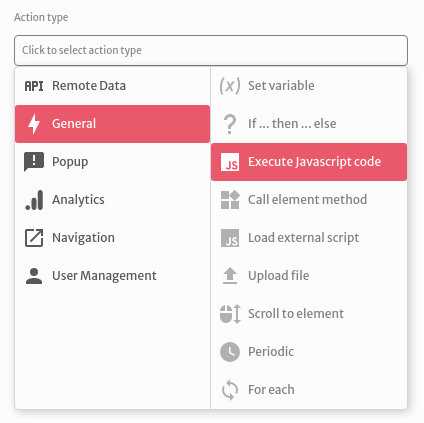 Action type
Click to select action type
API Remote Data
General
Popup
Analytics
Navigation
User Management
(x) Set variable
? If ... then ... else
JS Execute Javascript code
Call element method
JS Load external script
Upload file
Scroll to element
Periodic
For each